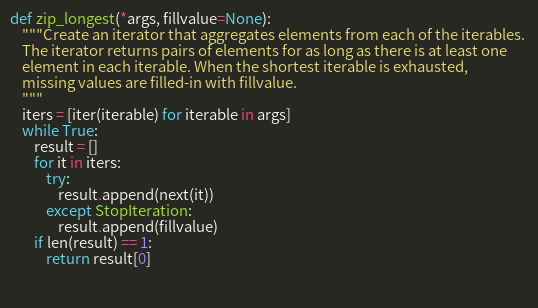 def zip_longest(*args, fillvalue=None):
    """Create an iterator that aggregates elements from each of the iterables.
    The iterator returns pairs of elements for as long as there is at least one
    element in each iterable. When the shortest iterable is exhausted,
    missing values are filled-in with fillvalue.
    """
    iters = [iter(iterable) for iterable in args]
    while True:
        result = []
        for it in iters:
            try:
                result.append(next(it))
            except StopIteration:
                result.append(fillvalue)
        if len(result) == 1:
            return result[0]